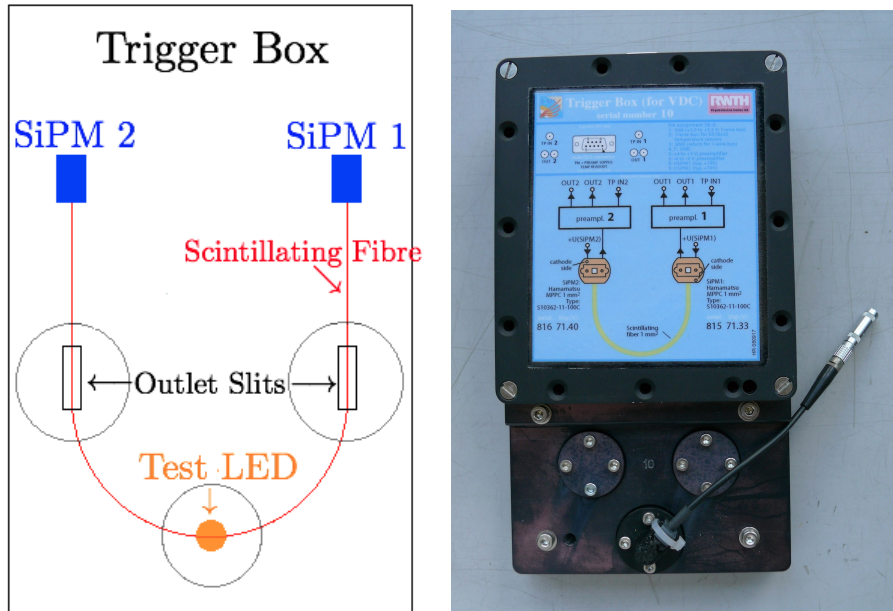 Trigger Box
SiPM 2
SiPM 1
Scintillating Fibre
Outlet Slits
Test LED
Trigger Box (for VDC)
serial number 10
RWTH
TP IN 2
OUT 2
TP IN 1
OUT 1
OUT2 OUT2 TP IN2
OUT1 OUT1 TP IN1
preampl. 2
preampl. 1
+U(SiPM2)
+U(SiPM1)
cathode
side
cathode
side
SiPM2:
Hamamatsu
MPPC 1 mm²
Type:
S10362-11-100C
SiPM1:
Hamamatsu
MPPC 1 mm²
Type:
S10362-11-100C
816 71.40
815 71.33
Scintillating
fiber 1 mm²
10